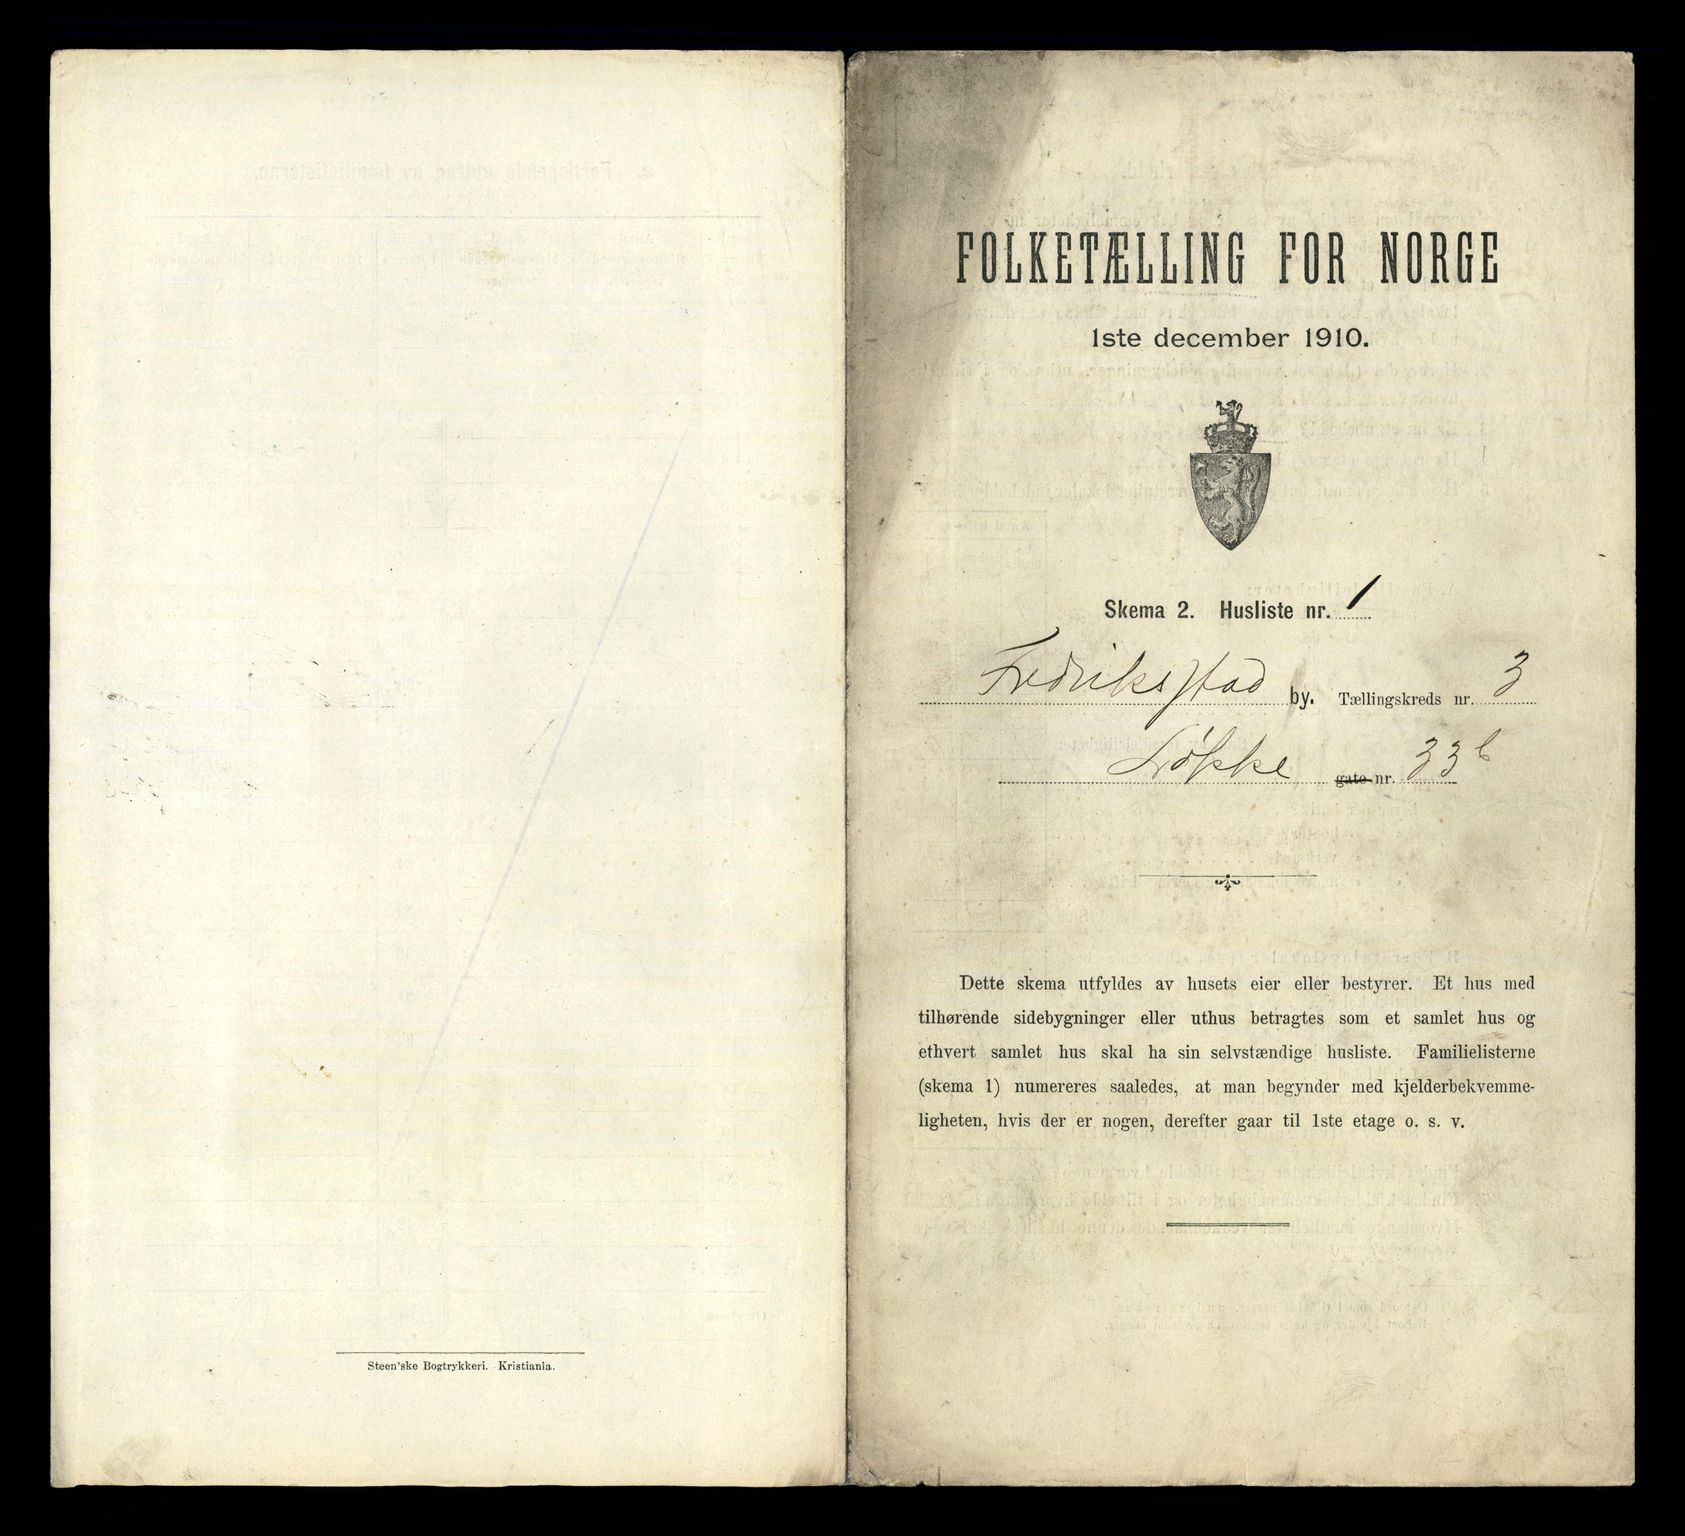 FOLKETÆLLING FOR NORGE
1ste december 1910.
Skema 2. Husliste nr. 1
Fredriksstad by. Tællingskreds nr. 3
Løkke gate nr. 33b
Dette skema utfyldes av husets eier eller bestyrer. Et hus med
tilhørende sidebygninger eller uthus betragtes som et samlet hus og
ethvert samlet hus skal ha sin selvstændige husliste. Familielisterne
(skema 1) numereres saaledes, at man begynder med kjelderbekvemme-
ligheten, hvis der er nogen, derefter gaar til 1ste etage o. s. v.
Steen'ske Bogtrykkeri. Kristiania.